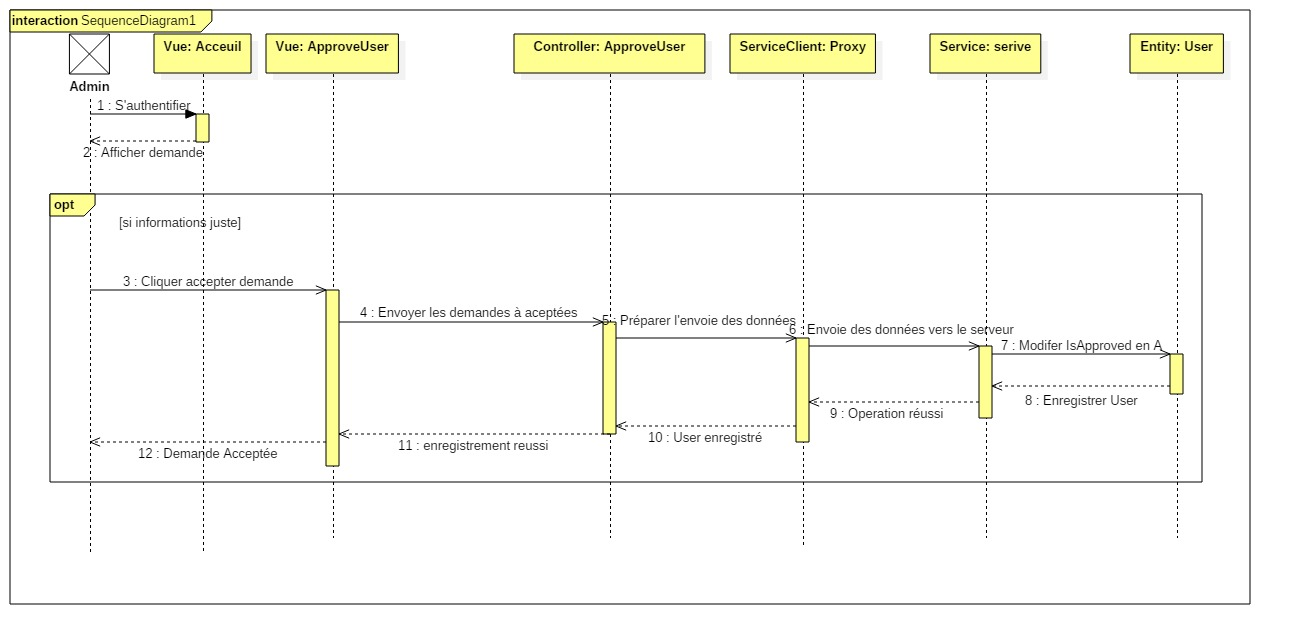 interaction SequenceDiagram1
Vue: Acceuil
Vue: ApproveUser
Controller: ApproveUser
ServiceClient: Proxy
Service: serive
Entity: User
Admin
1 : S'authentifier
2 : Afficher demande
opt
[si informations juste]
3 : Cliquer accepter demande
4 : Envoyer les demandes à aceptées
5 : Préparer l'envoie des données
6 : Envoie des données vers le serveur
7 : Modifer IsApproved en A
8 : Enregistrer User
9 : Operation réussi
10 : User enregistré
11 : enregistrement reussi
12 : Demande Acceptée